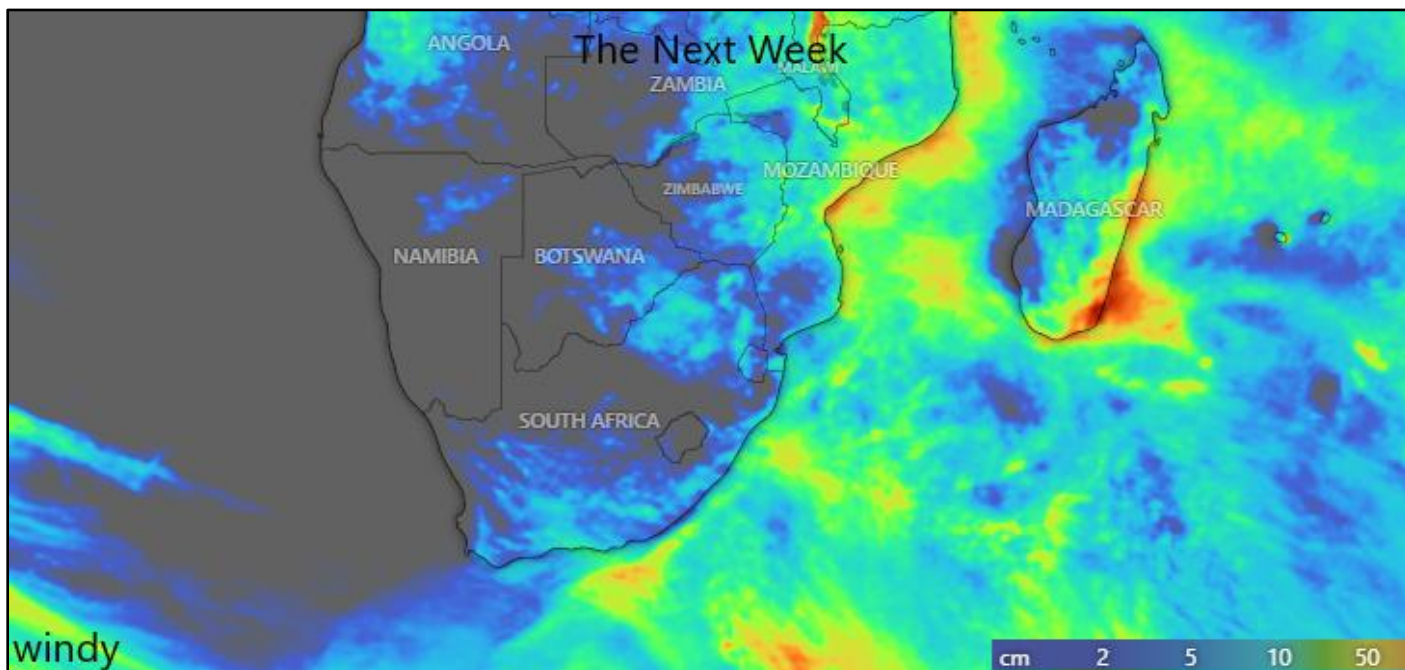 ANGOLA
The Next Week
MALAWI
ZAMBIA
MOZAMBIQUE
ZIMBABWE
MADAGASCAR
NAMIBIA
BOTSWANA
SOUTH AFRICA
windy
cm 2 5 10 50